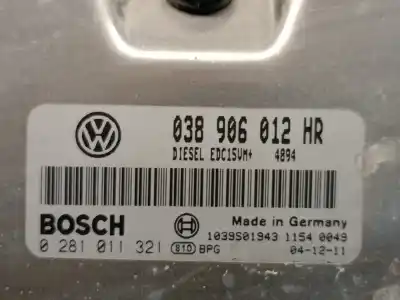 038 906 012 HR
DIESEL EDC15VM+ 4894
BOSCH
Made in Germany
0 281 011 321
1039S01943 1154 0049
810 BPG
04-12-11